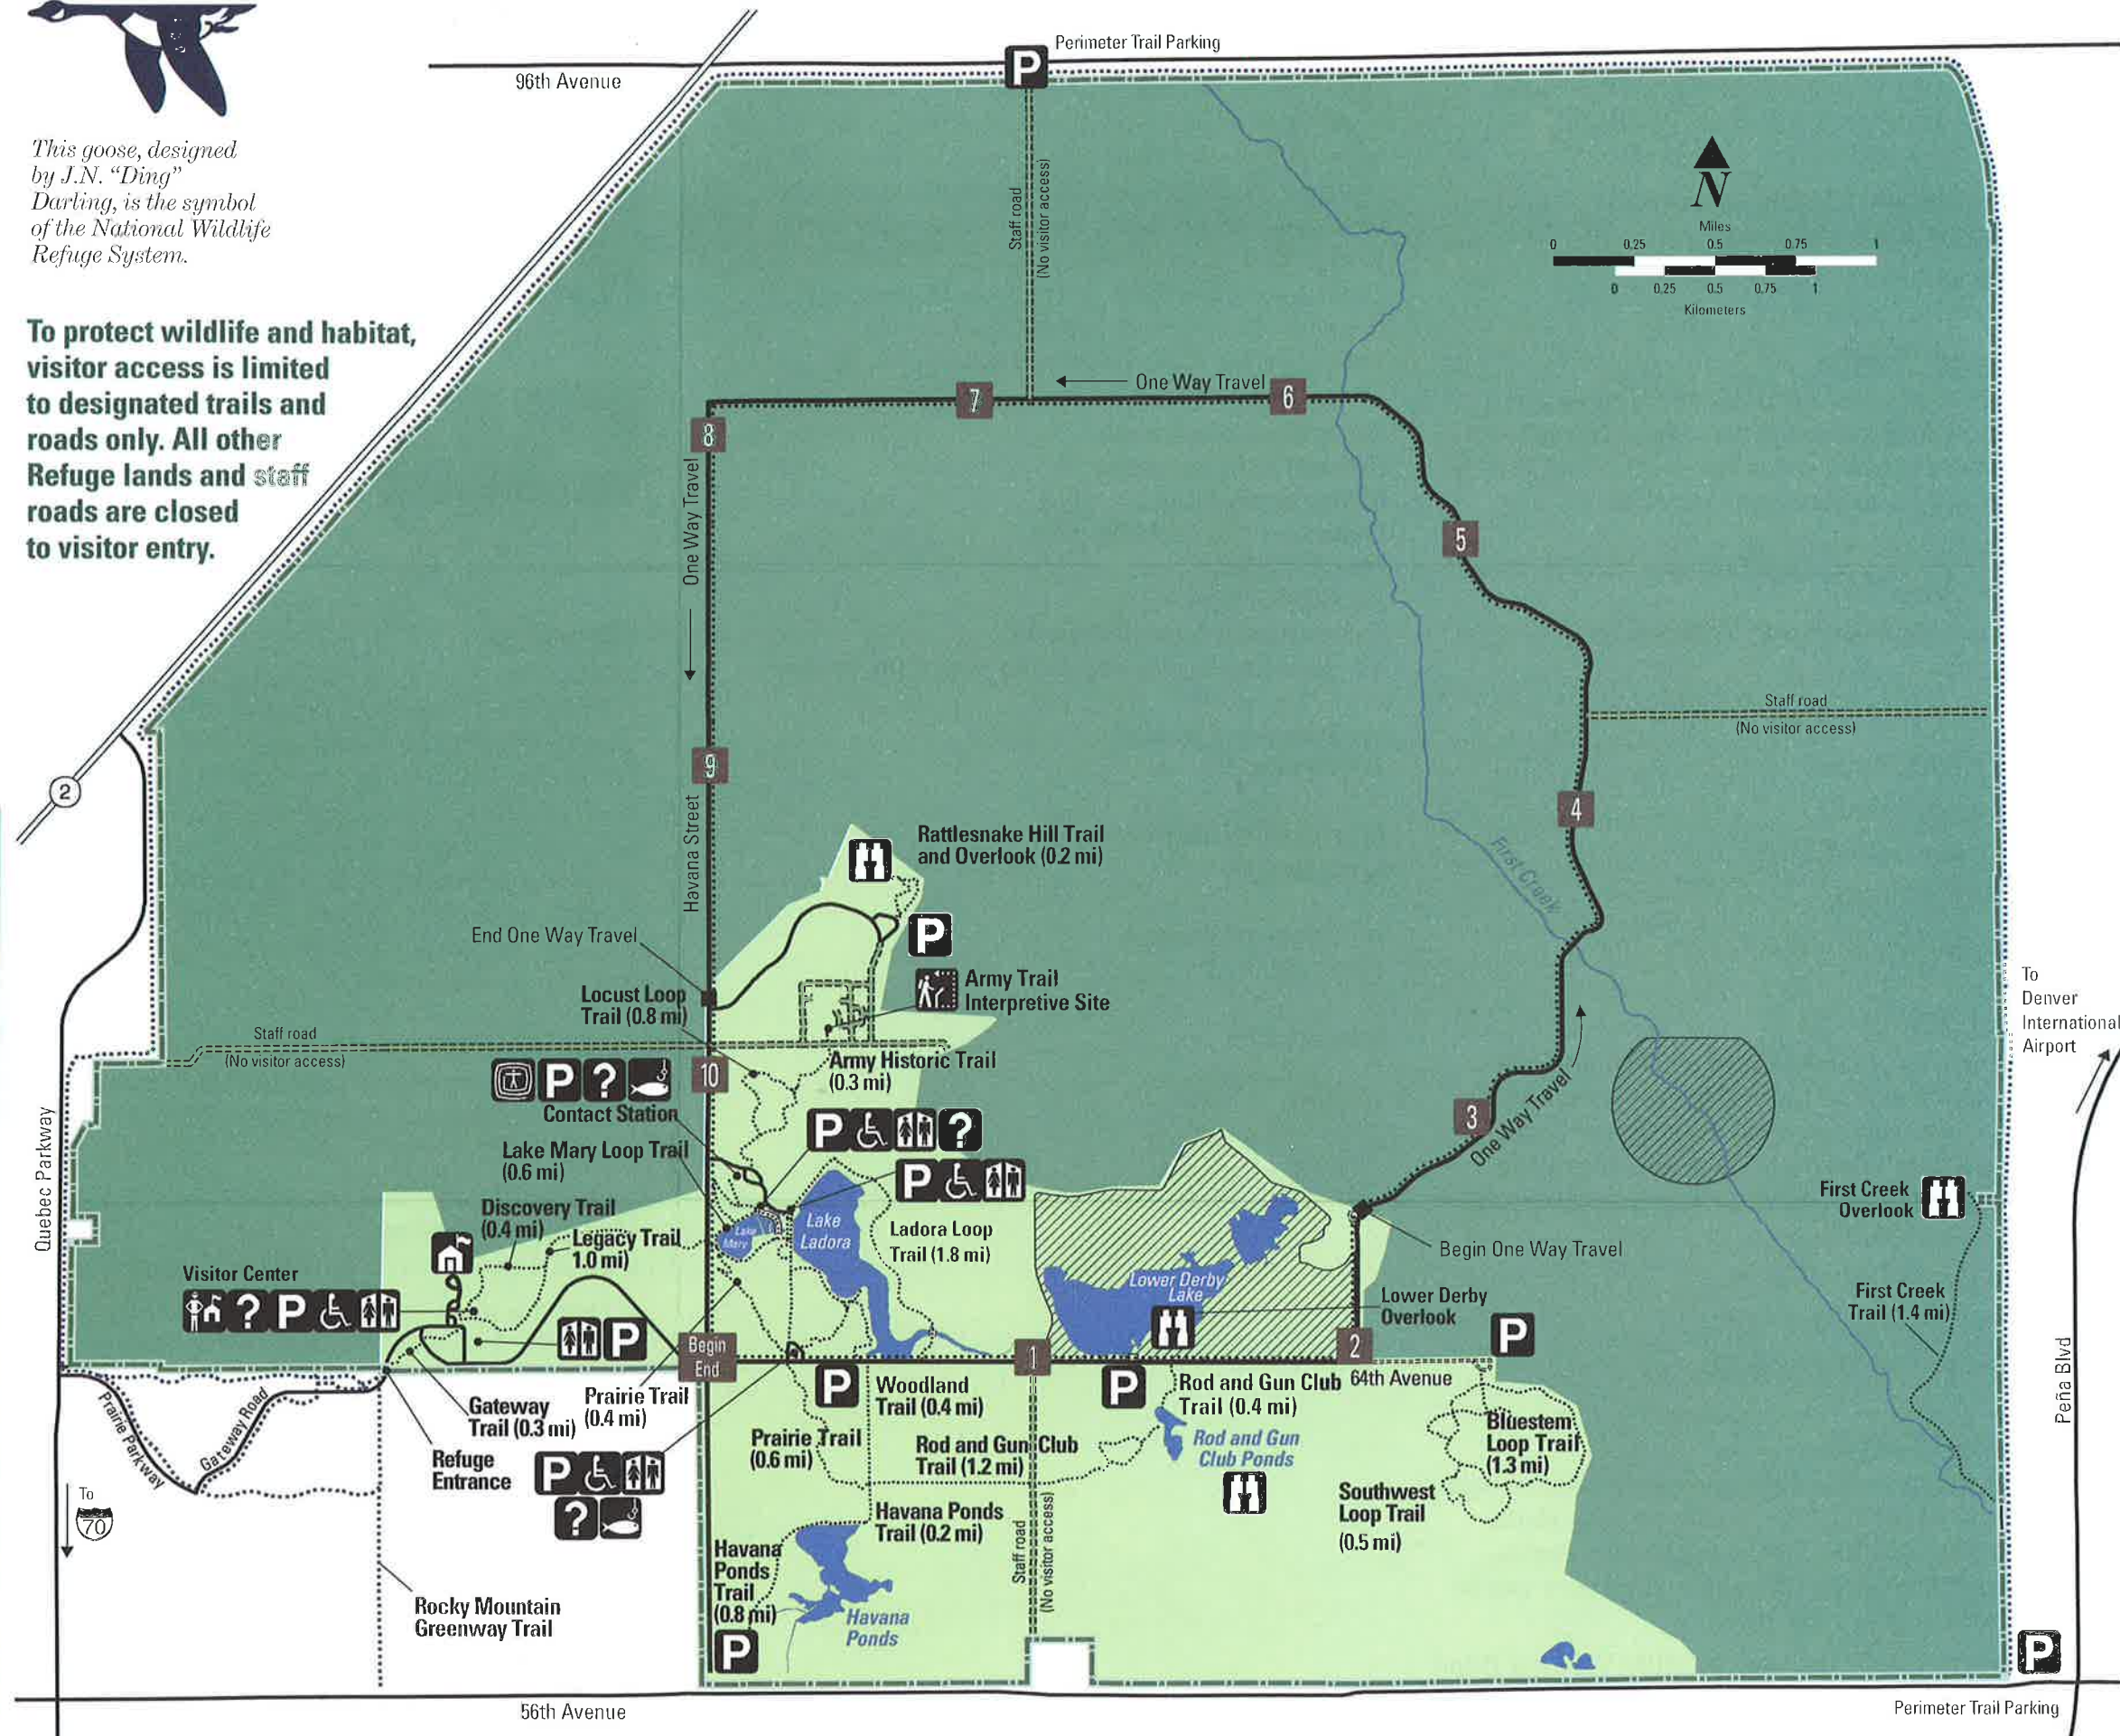 This goose, designed
by J.N. "Ding"
Darling, is the symbol
of the National Wildlife
Refuge System.
To protect wildlife and habitat,
visitor access is limited
to designated trails and
roads only. All other
Refuge lands and staff
roads are closed
to visitor entry.
96th Avenue
P
Perimeter Trail Parking
Staff road
(No visitor access)
N
Miles
0 0.25 0.5 0.75 1
0 0.25 0.5 0.75 1
Kilometers
One Way Travel
7
6
8
One Way Travel
5
Staff road
(No visitor access)
9
2
4
Havana Street
First Creek
Rattlesnake Hill Trail
and Overlook (0.2 mi)
P
End One Way Travel
Army Trail
Interpretive Site
Locust Loop
Trail (0.8 mi)
To
Denver
International
Airport
Staff road
(No visitor access)
Army Historic Trail
(0.3 mi)
P ?
10
Contact Station
P ?
3
One Way Travel
Lake Mary Loop Trail
(0.6 mi)
P
Quebec Parkway
First Creek
Overlook
Discovery Trail
(0.4 mi)
Legacy Trail
1.0 mi)
Lake
Mary
Lake
Ladora
Ladora Loop
Trail (1.8 mi)
Begin One Way Travel
Visitor Center
? P
Lower Derby
Lake
Lower Derby
Overlook
First Creek
Trail (1.4 mi)
P
P
Begin
End
1
2
P
Peña Blvd
64th Avenue
Prairie Parkway
Gateway Road
Gateway
Trail (0.3 mi)
Prairie Trail
(0.4 mi)
P
Woodland
Trail (0.4 mi)
P
Rod and Gun Club
Trail (0.4 mi)
Refuge
Entrance
P
?
Prairie Trail
(0.6 mi)
Rod and Gun Club
Trail (1.2 mi)
Rod and Gun
Club Ponds
Bluestem
Loop Trail
(1.3 mi)
Southwest
Loop Trail
(0.5 mi)
To
70
Havana Ponds
Trail (0.2 mi)
Staff road
(No visitor access)
Havana
Ponds
Trail
(0.8 mi)
P
Havana
Ponds
Rocky Mountain
Greenway Trail
P
56th Avenue
Perimeter Trail Parking